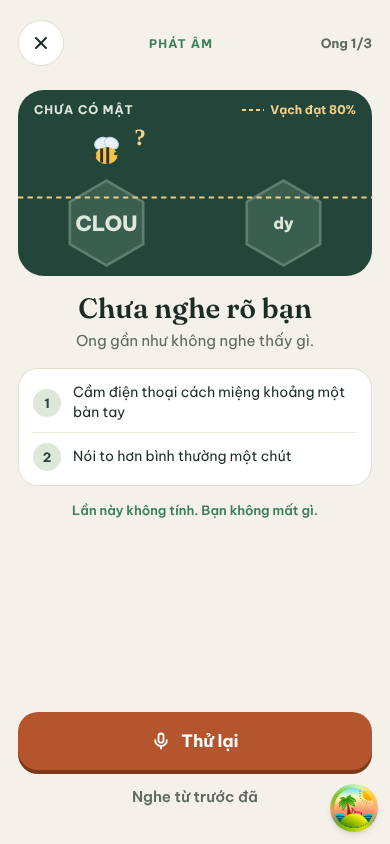 PHÁT ÂM
Ong 1/3
CHƯA CÓ MẬT
Vạch đạt 80%
?
CLOU
dy
Chưa nghe rõ bạn
Ong gần như không nghe thấy gì.
1
Cầm điện thoại cách miệng khoảng một
bàn tay
2
Nói to hơn bình thường một chút
Lần này không tính. Bạn không mất gì.
Thử lại
Nghe từ trước đã